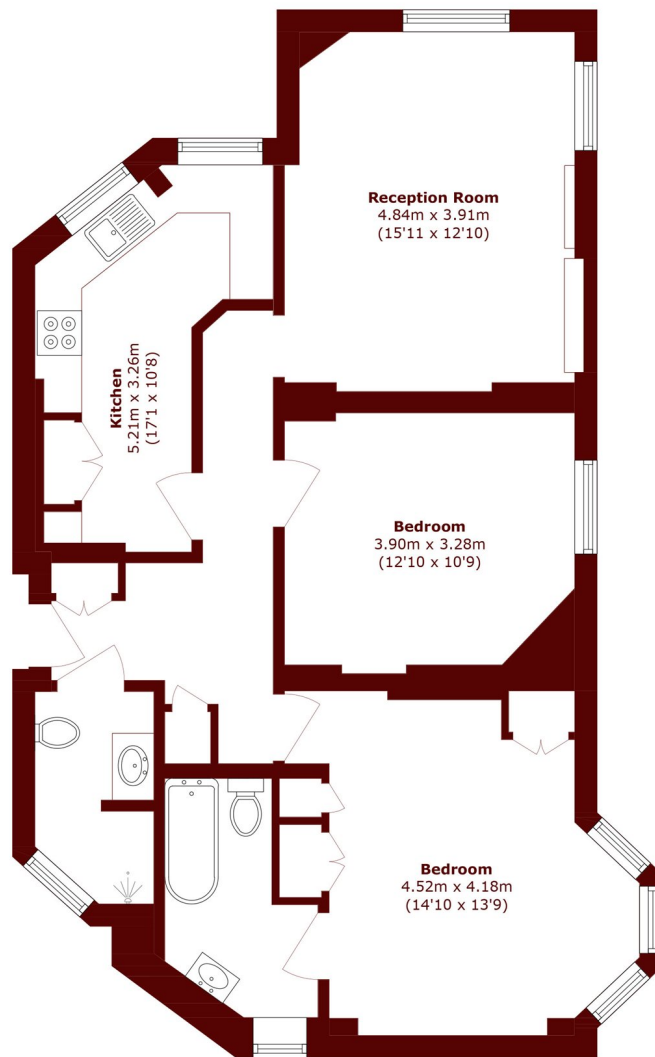 Reception Room
4.84m x 3.91m
(15'11 x 12'10)
Kitchen
5.21m x 3.26m
(17'1 x 10'8)
Bedroom
3.90m x 3.28m
(12'10 x 10'9)
Bedroom
4.52m x 4.18m
(14'10 x 13'9)